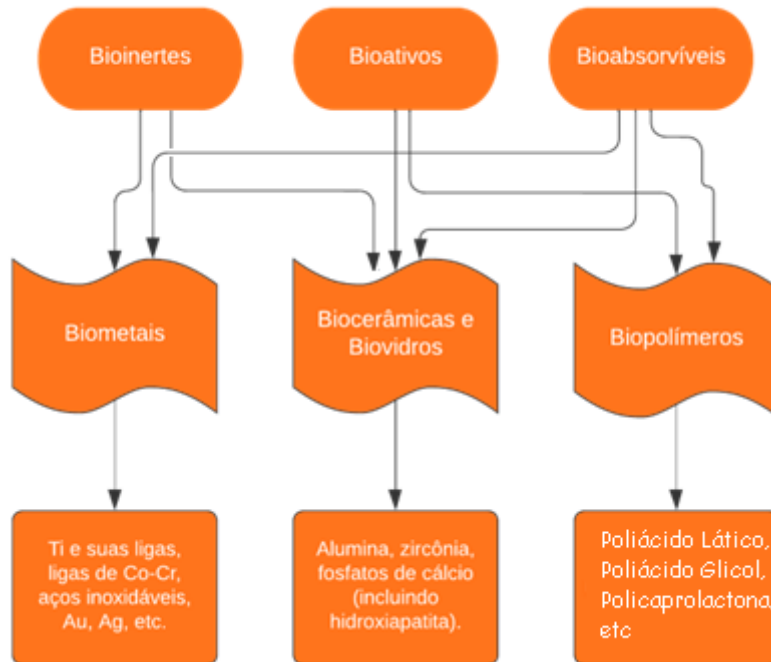 Bioinertes
Bioativos
Bioabsorvíveis
Biometais
Biocerâmicas e
Biovidros
Biopolímeros
Ti e suas ligas,
ligas de Co-Cr,
aços inoxidáveis,
Au, Ag, etc.
Alumina, zircônia,
fosfatos de cálcio
(incluindo
hidroxiapatita).
Poliácido Lático,
Poliácido Glicol,
Policaprolactona
etc